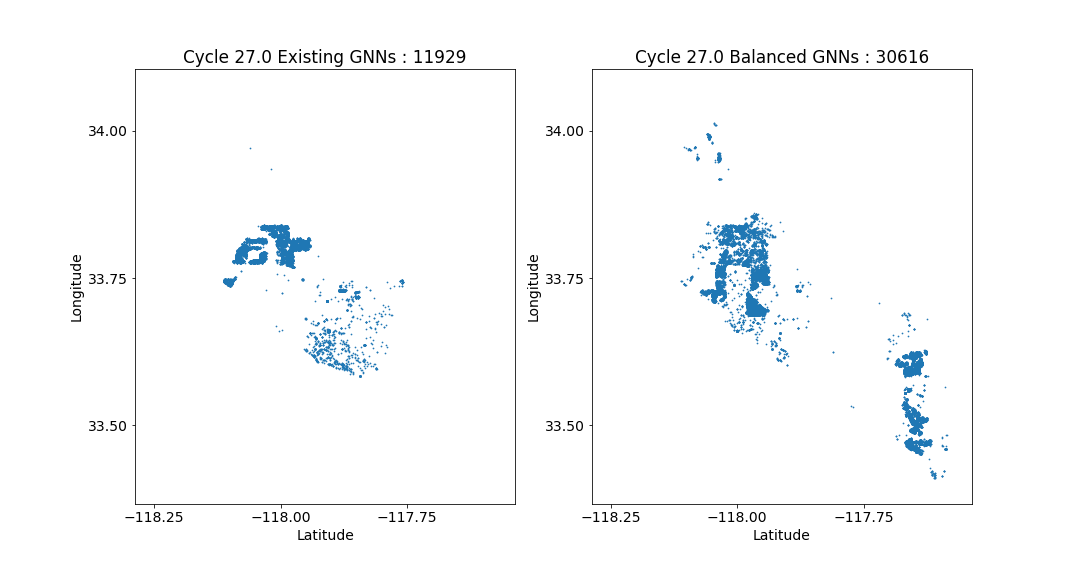 Cycle 27.0 Existing GNNs : 11929
34.00
33.75
33.50
Longitude
−118.25
−118.00
−117.75
Latitude
Cycle 27.0 Balanced GNNs : 30616
34.00
33.75
33.50
Longitude
−118.25
−118.00
−117.75
Latitude